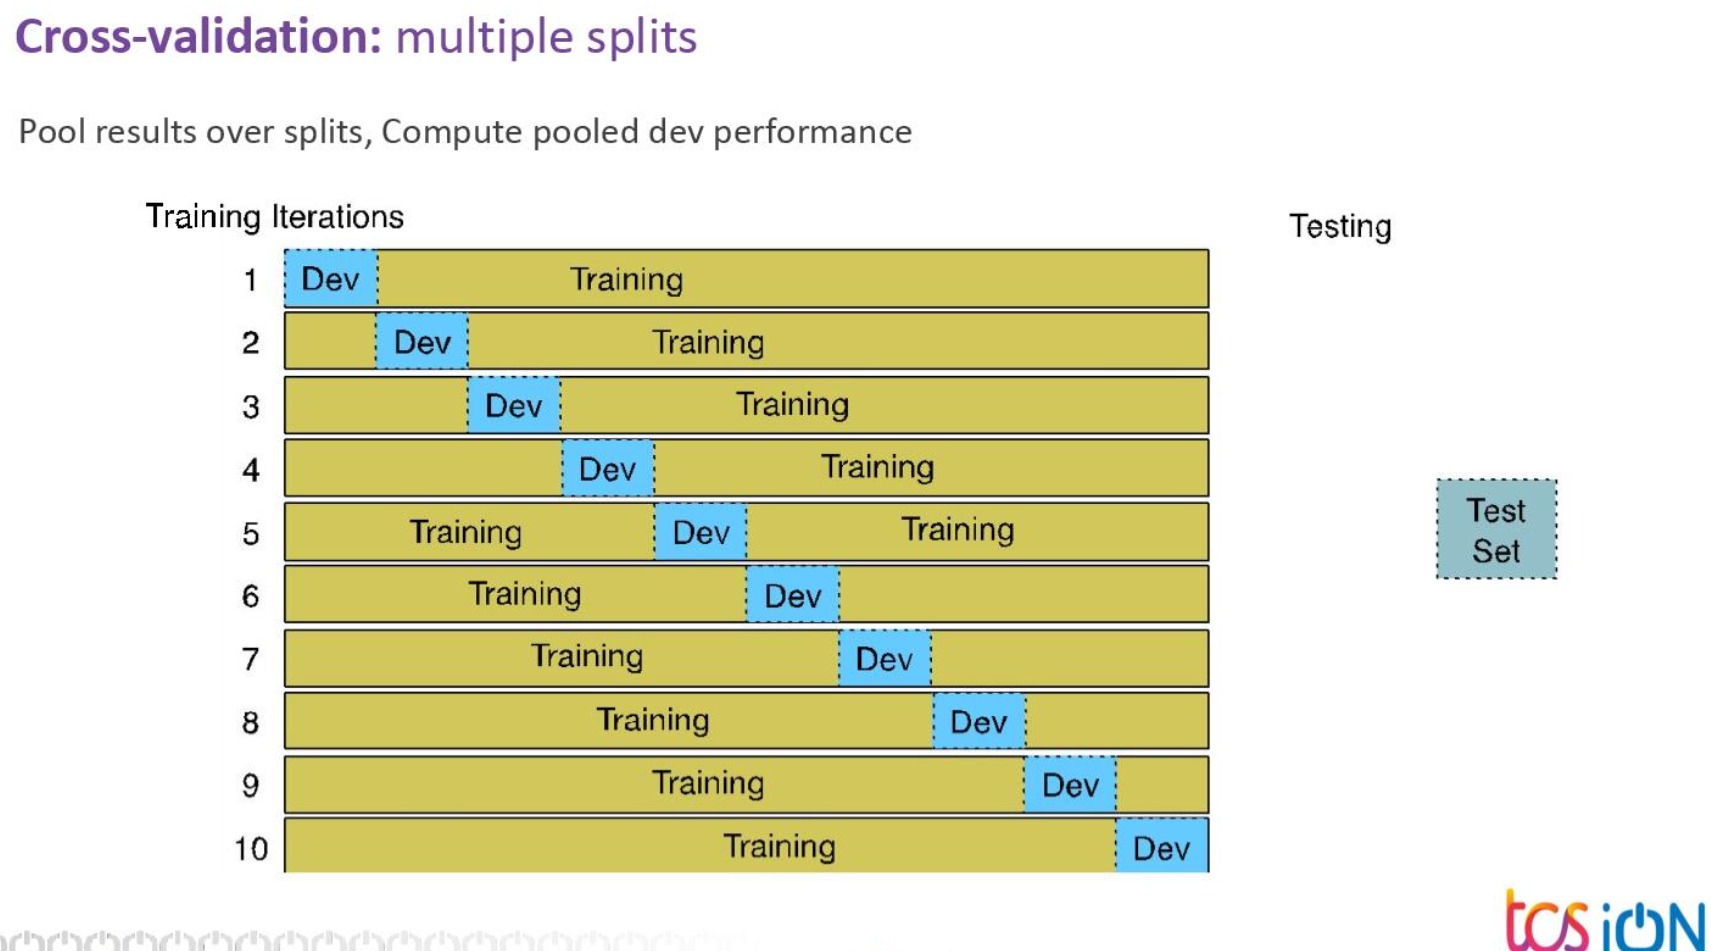 Cross-validation: multiple splits
Pool results over splits, Compute pooled dev performance
Training Iterations
Testing
1 Dev Training
2 Dev Training
3 Dev Training
4 Dev Training
5 Training Dev Training
6 Training Dev
7 Training Dev
8 Training Dev
9 Training Dev
10 Training Dev
Test
Set
tcs iON